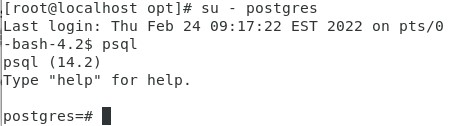 [root@localhost opt]# su - postgres
Last login: Thu Feb 24 09:17:22 EST 2022 on pts/0
-bash-4.2$ psql
psql (14.2)
Type "help" for help.
postgres=#